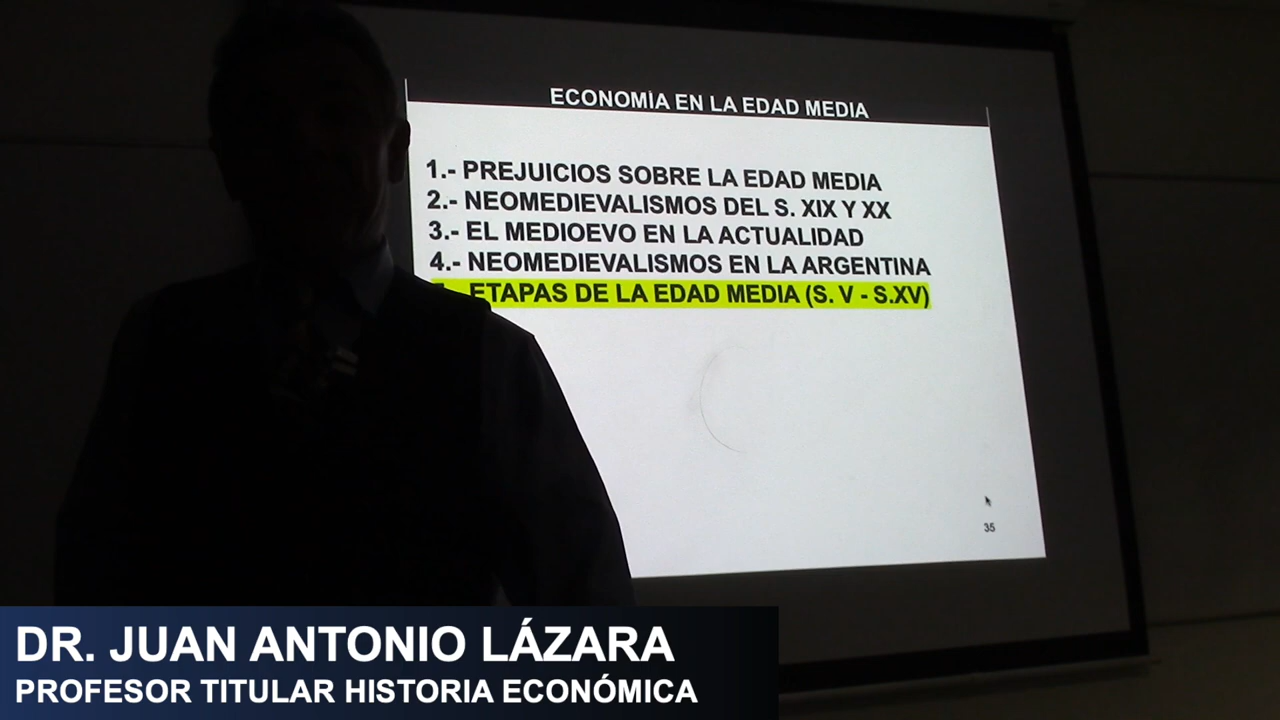 ECONOMÍA EN LA EDAD MEDIA
1.- PREJUICIOS SOBRE LA EDAD MEDIA
2.- NEOMEDIEVALISMOS DEL S. XIX Y XX
3.- EL MEDIOEVO EN LA ACTUALIDAD
4.- NEOMEDIEVALISMOS EN LA ARGENTINA
ETAPAS DE LA EDAD MEDIA (S. V - S.XV)
35
DR. JUAN ANTONIO LÁZARA
PROFESOR TITULAR HISTORIA ECONÓMICA